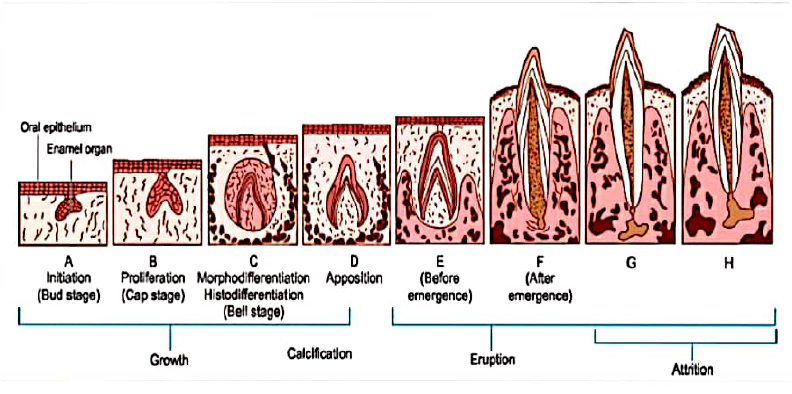 Oral epithelium
Enamel organ
A
Initiation
(Bud stage)
B
Proliferation
(Cap stage)
C
Morphodifferentiation
Histodifferentiation
(Bell stage)
D
Apposition
E
(Before
emergence)
F
(After
emergence)
G
H
Growth
Calcification
Eruption
Attrition